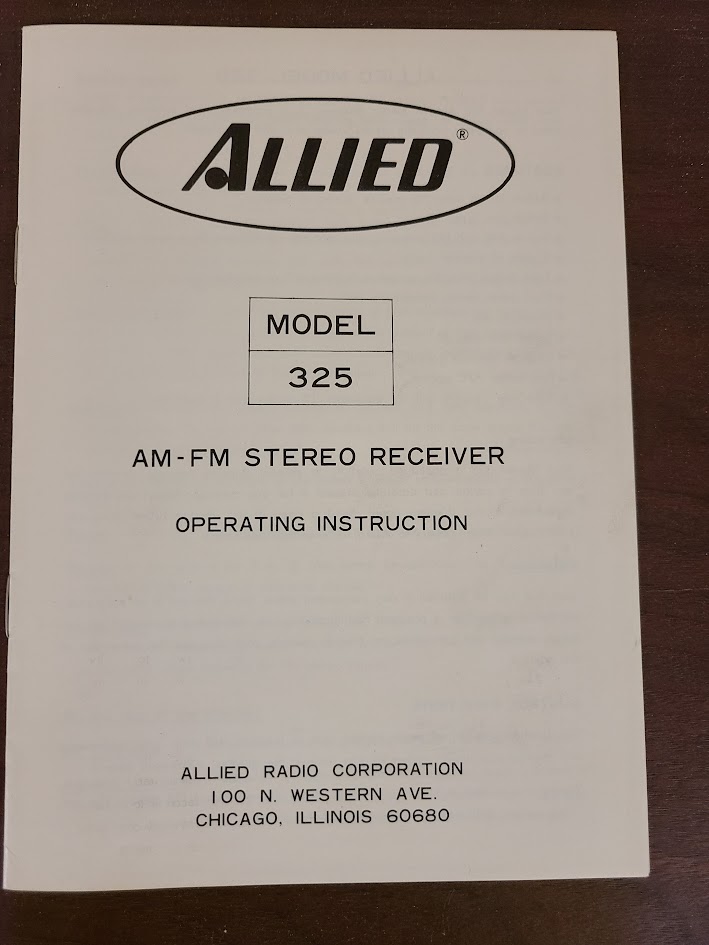 ALLIED®
MODEL
325
AM-FM STEREO RECEIVER
OPERATING INSTRUCTION
ALLIED RADIO CORPORATION
100 N. WESTERN AVE.
CHICAGO, ILLINOIS 60680